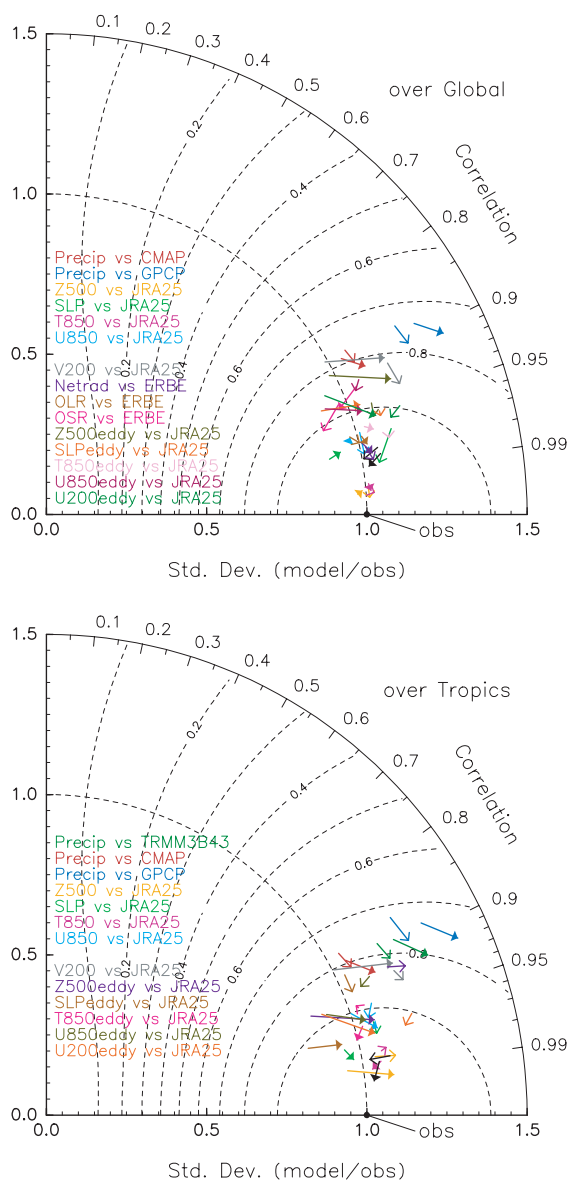 1.5
0.1
0.2
0.3
0.4
0.5
over Global
0.6
Correlation
0.2
0.7
1.0
0.4
0.8
Precip vs CMAP
0.6
Precip vs GPCP
Z500 vs JRA25
SLP vs JRA25
0.9
T850 vs JRA25
U850 vs JRA25
0.5
0.8
0.95
V200 vs JRA25
0.2
0.4
0.6
Netrad vs ERBE
OLR vs ERBE
OSR vs ERBE
Z500eddy vs JRA25
SLPeddy vs JRA25
0.99
T850eddy vs JRA25
U850eddy vs JRA25
U200eddy vs JRA25
0.0
0.5
1.0
1.5
obs
Std. Dev. (model/obs)
1.5
0.1
0.2
0.3
0.4
0.5
over Tropics
0.6
Correlation
0.2
0.7
1.0
0.4
0.8
Precip vs TRMM3B43
Precip vs CMAP
0.6
Precip vs GPCP
Z500 vs JRA25
SLP vs JRA25
0.9
T850 vs JRA25
U850 vs JRA25
0.5
0.8
0.95
V200 vs JRA25
0.2
0.4
0.6
Z500eddy vs JRA25
SLPeddy vs JRA25
T850eddy vs JRA25
U850eddy vs JRA25
U200eddy vs JRA25
0.99
0.0
0.0
0.5
1.0
1.5
obs
Std. Dev. (model/obs)